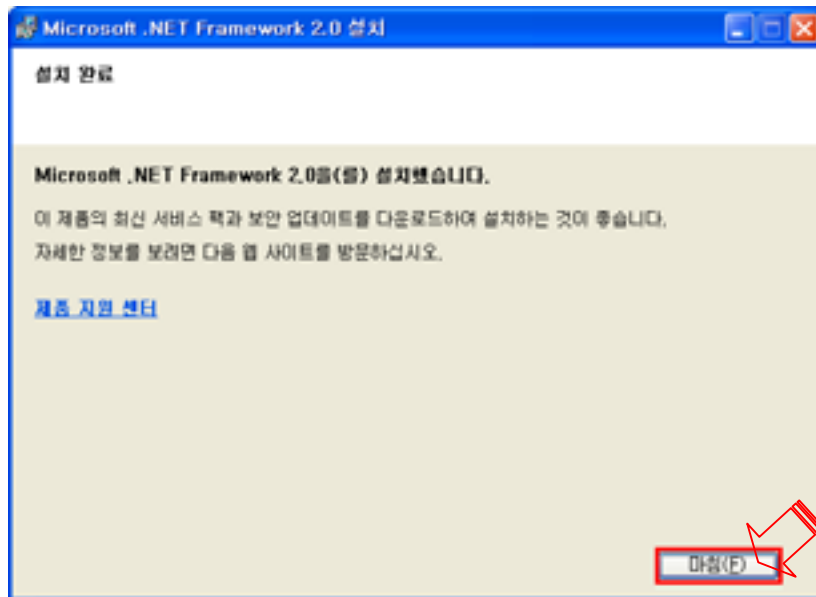 Microsoft .NET Framework 2.0 설치
설치 완료
Microsoft .NET Framework 2.0을(를) 설치했습니다.
이 제품의 최신 서비스 팩과 보안 업데이트를 다운로드하여 설치하는 것이 좋습니다.
자세한 정보를 보려면 다음 웹 사이트를 방문하십시오.
제품 지원 센터
마침(F)